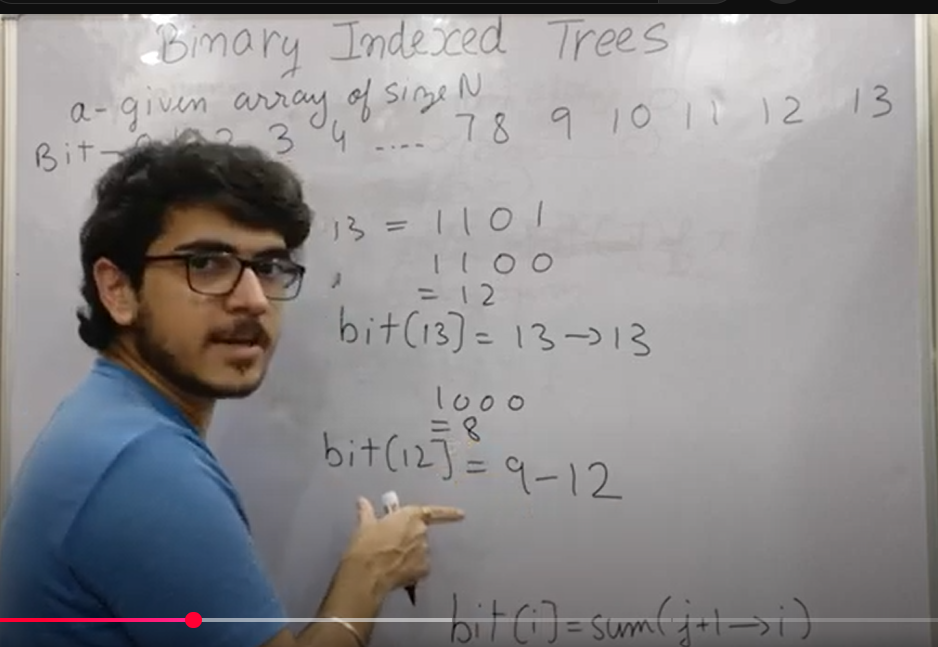 Binary Indexed Trees
a - given array of size N
Bit - 3 4 .... 7 8 9 10 11 12 13
13 = 1101
1100
= 12
bit[13] = 13 → 13
1000
= 8
bit[12] = 9 - 12
bit[i] = sum(j+1 → i)